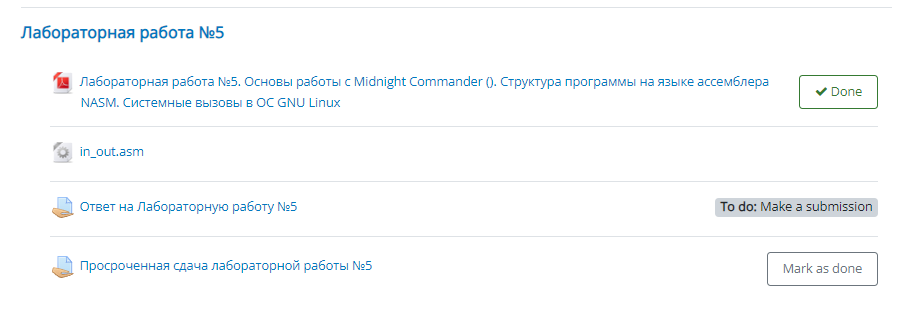 Лабораторная работа №5
Лабораторная работа №5. Основы работы с Midnight Commander (). Структура программы на языке ассемблера
NASM. Системные вызовы в ОС GNU Linux
Done
in_out.asm
Ответ на Лабораторную работу №5
To do: Make a submission
Просроченная сдача лабораторной работы №5
Mark as done